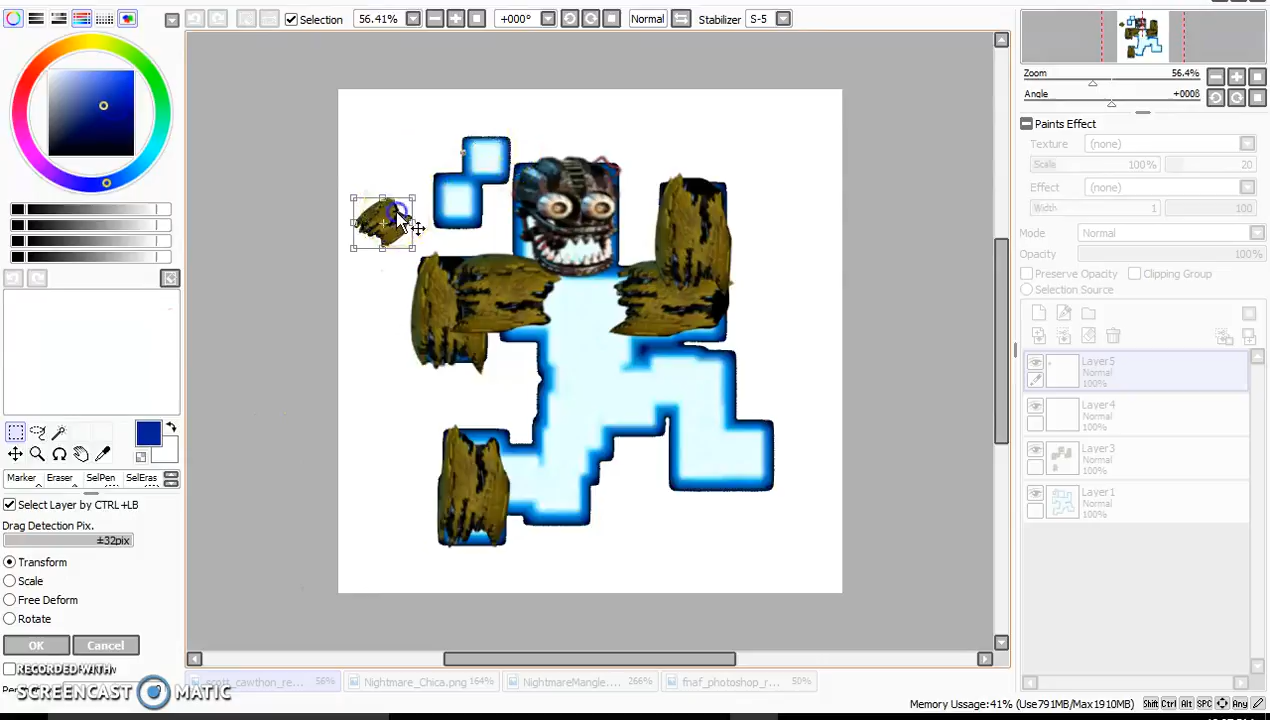 Selection
56.41%
+000°
Normal
Stabilizer
S-5
Zoom
56.4%
Angle
+000ß
Paints Effect
Texture
(none)
Scale
100%
20
Effect
(none)
Width
1
100
Mode
Normal
Opacity
100%
Preserve Opacity
Clipping Group
Selection Source
Layer5
Normal
100%
Layer4
Normal
100%
Layer3
Normal
100%
Layer1
Normal
100%
Marker
Eraser
SelPen
SelEras
Select Layer by CTRL+LB
Drag Detection Pix.
±32pix
Transform
Scale
Free Deform
Rotate
OK
Cancel
RECORDED WITH
SCREENCAST MATIC
scott_cawthon_re...
56%
Nightmare_Chica.png
164%
NightmareMangle....
266%
fnaf_photoshop_r...
50%
Memory Usage:41% (Use791MB/Max1910MB)
Shift
Ctrl
Alt
SPC
Any